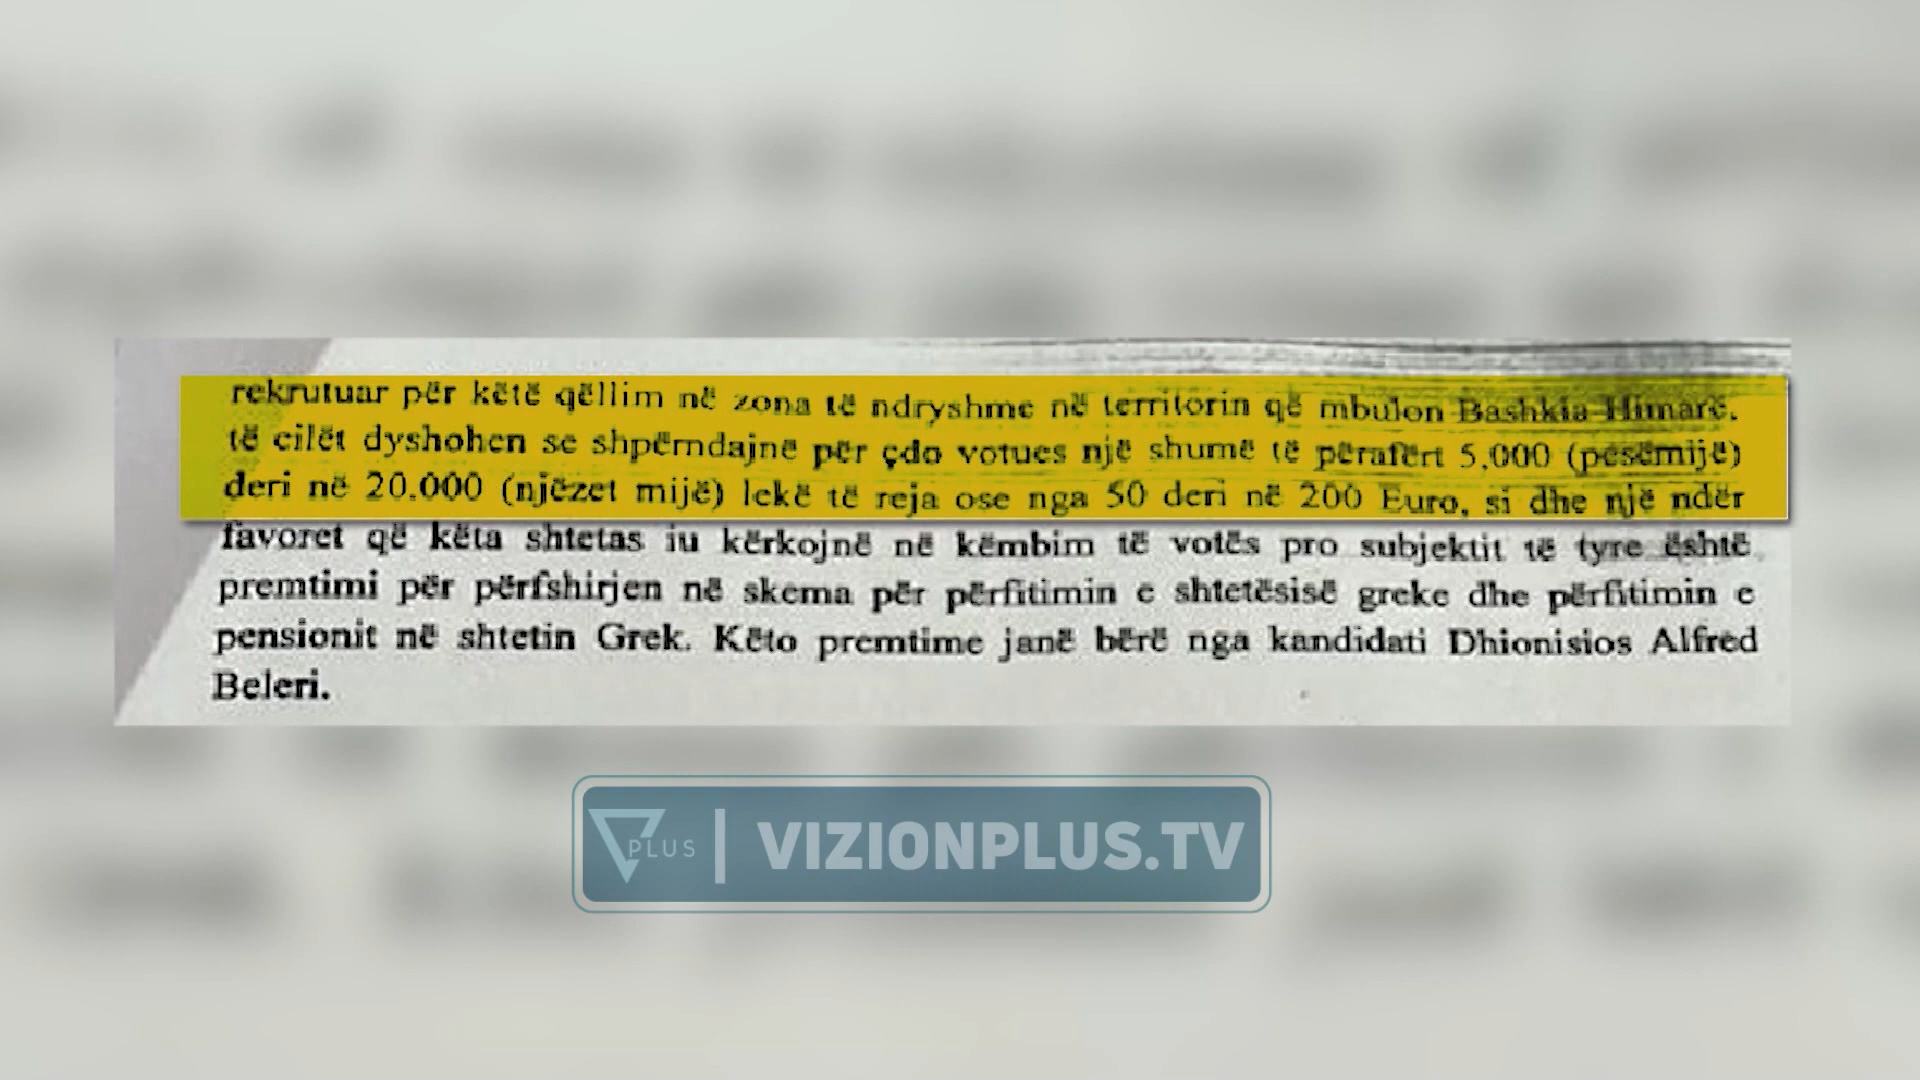 rekrutuar për këtë qëllim në zona të ndryshme në territorin që mbulon Bashkia Himarë.
të cilët dyshohen se shpërndajnë për çdo votues një shumë të përafërt 5,000 (pesëmijë)
deri në 20.000 (njëzet mijë) lekë të reja ose nga 50 deri në 200 Euro, si dhe një ndër
favoret që këta shtetas iu kërkojnë në këmbim të votës pro subjektit të tyre është
premtimi për përfshirjen në skema për përfitimin e shtetësisë greke dhe përfitimin e
pensionit në shtetin Grek. Këto premtime janë bërë nga kandidati Dhionisios Alfred
Beleri.
PLUS | VIZIONPLUS.TV